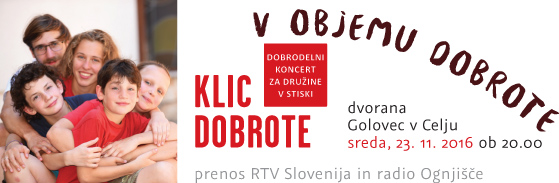 V OBJEMU DOBROTE
DOBRODELNI
KONCERT
ZA DRUŽINE
V STISKI
KLIC
DOBROTE
dvorana
Golovec v Celju
sreda, 23. 11. 2016 ob 20.00
prenos RTV Slovenija in radio Ognjišče